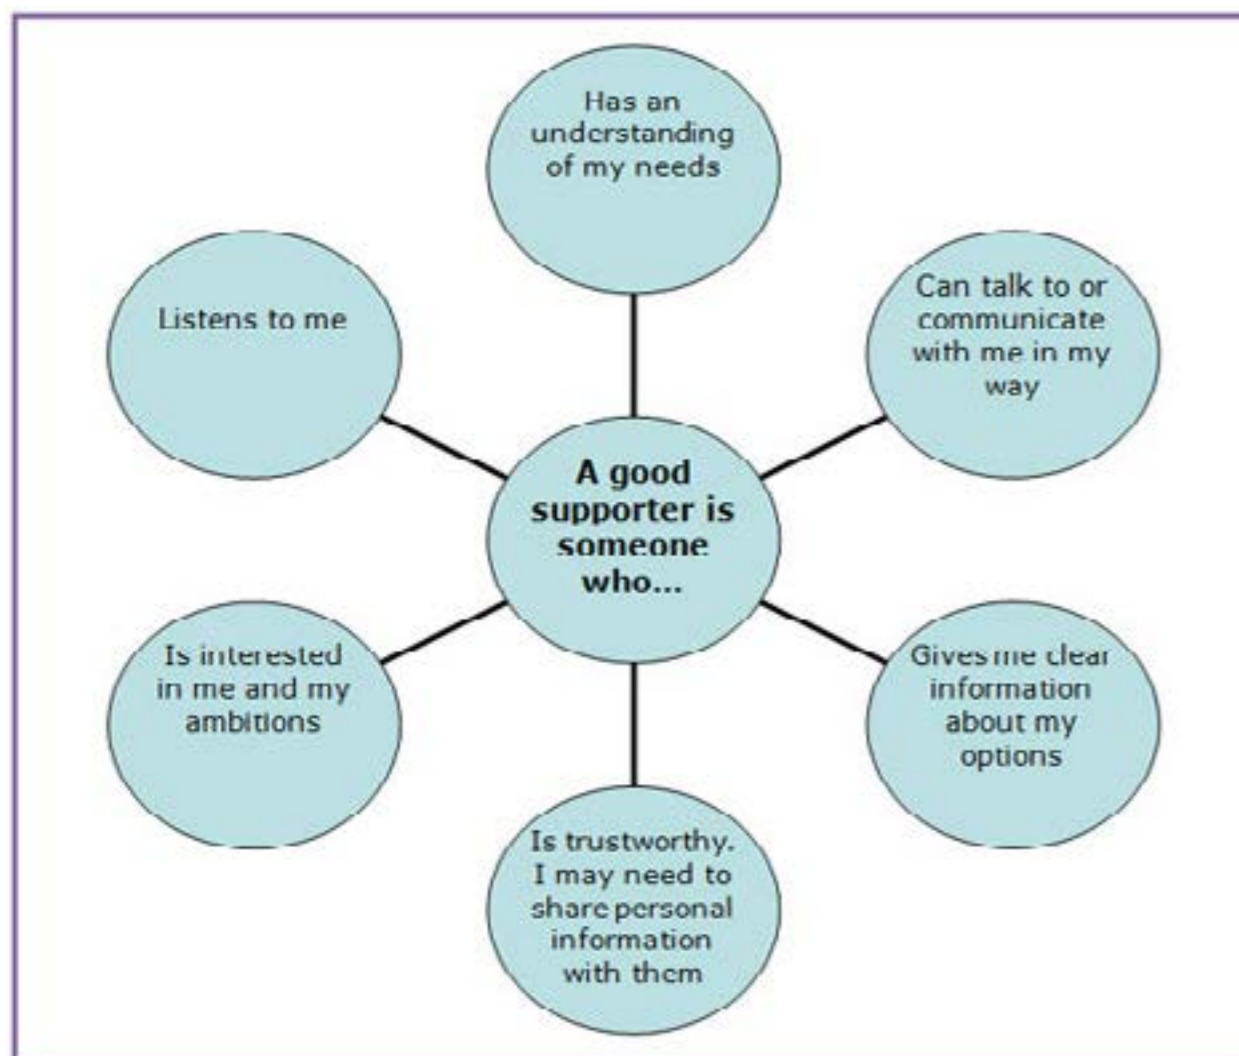 Has an
understanding
of my needs
Can talk to or
communicate
with me in my
way
Listens to me
A good
supporter is
someone
who...
Is interested
in me and my
ambitions
Gives me clear
information
about my
options
Is trustworthy.
I may need to
share personal
information
with them